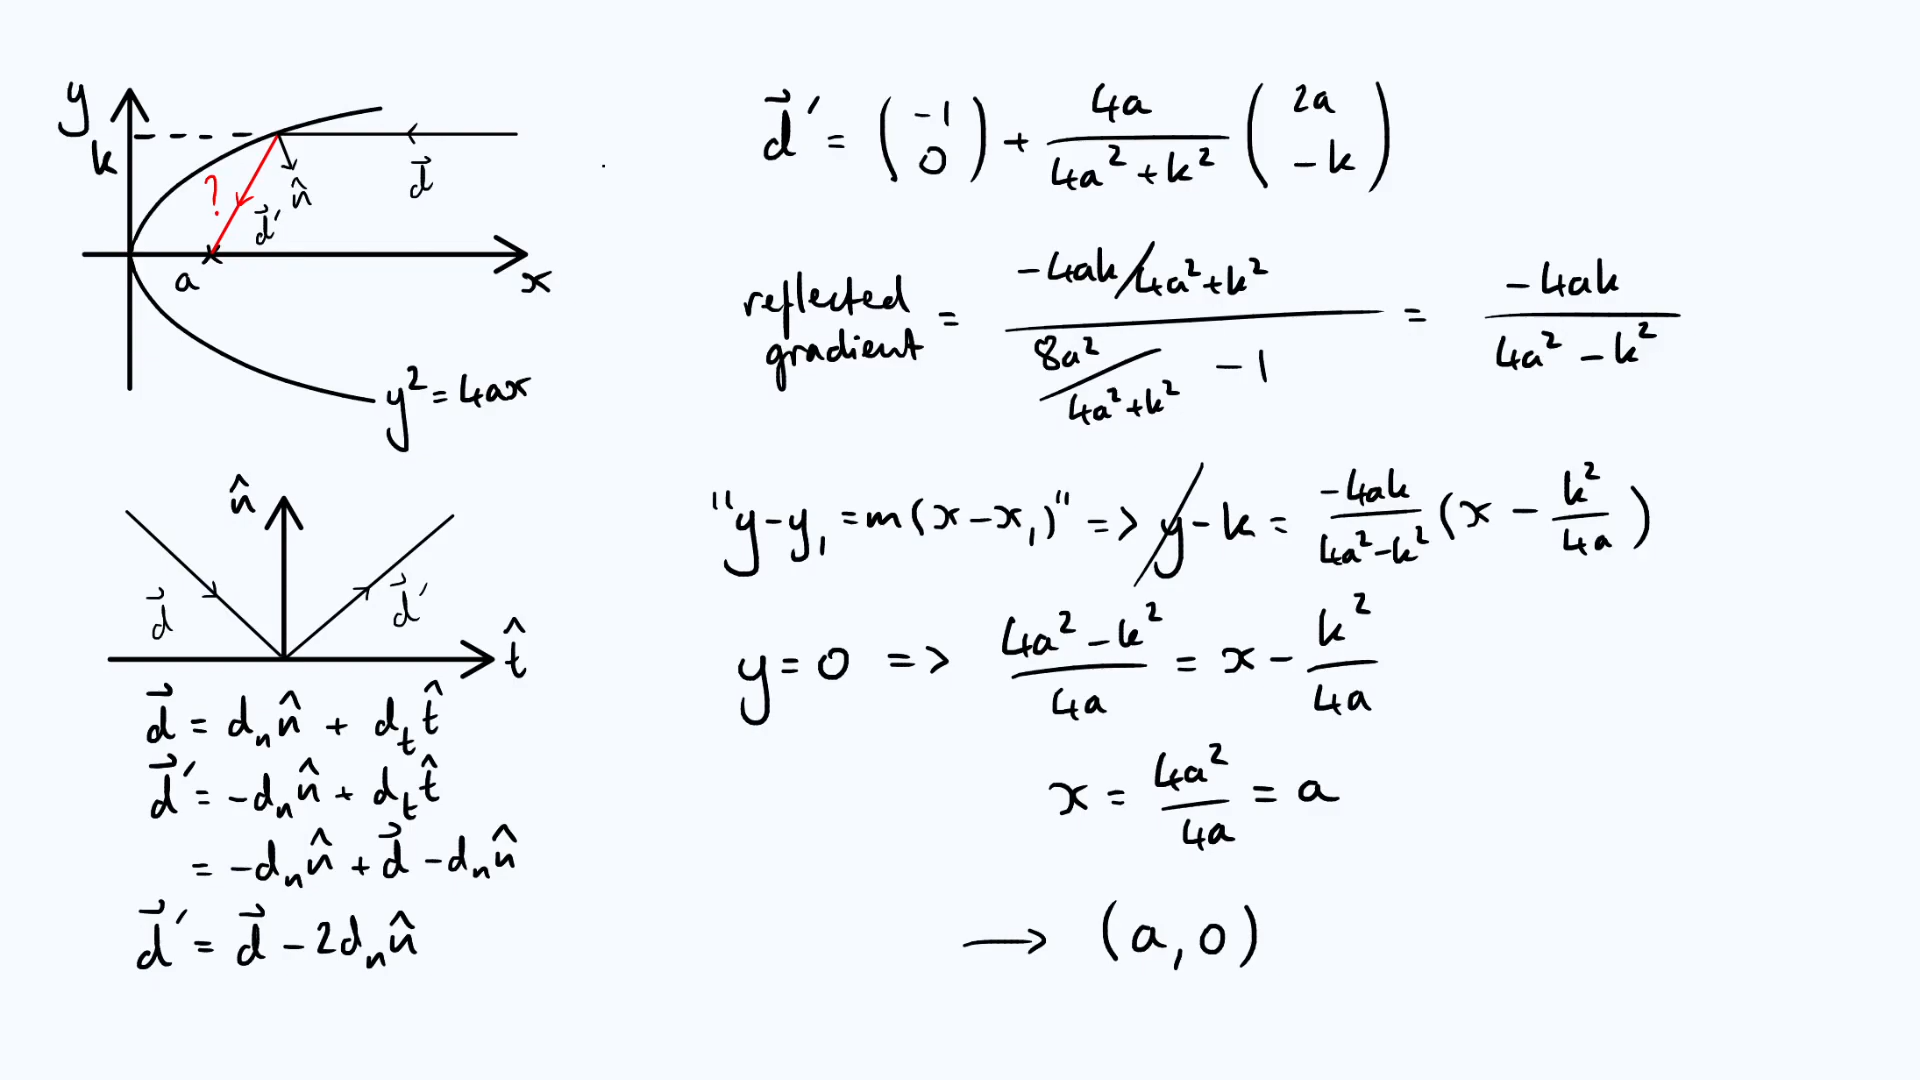 y
k
?
n̂
d⃗
d⃗′
a
x
y² = 4ax
n̂
d⃗
d⃗′
t̂
d⃗ = dₙn̂ + dₜt̂
d⃗′ = -dₙn̂ + dₜt̂
= -dₙn̂ + d⃗ - dₙn̂
d⃗′ = d⃗ - 2dₙn̂
d⃗′ = (-1 0) + 4a/(4a² + k²) (2a -k)
reflected gradient = (-4ak/4a²+k²)/(8a²/4a²+k² - 1) = -4ak/(4a² - k²)
"y-y₁ = m(x-x₁)" => y-k = -4ak/(4a²-k²) (x - k²/4a)
y = 0 => (4a² - k²)/4a = x - k²/4a
x = 4a²/4a = a
⟶ (a, 0)